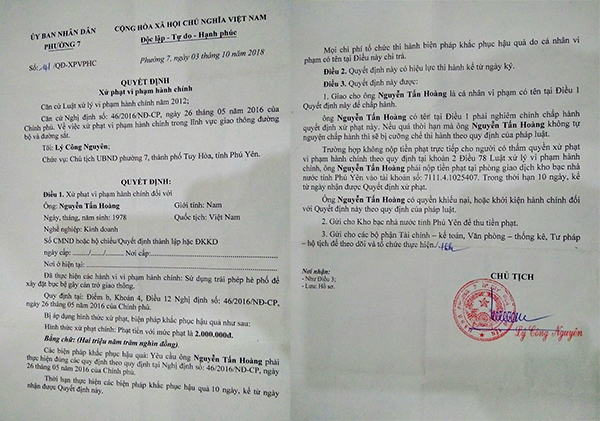 ỦY BAN NHÂN DÂN
PHƯỜNG 7
CỘNG HÒA XÃ HỘI CHỦ NGHĨA VIỆT NAM
Độc lập - Tự do - Hạnh phúc
Số: /QĐ-XPVPHC
Phường 7, ngày 03 tháng 10 năm 2018
QUYẾT ĐỊNH
Xử phạt vi phạm hành chính
Căn cứ Luật xử lý vi phạm hành chính năm 2012;
Căn cứ Nghị định số: 46/2016/NĐ-CP, ngày 26 tháng 05 năm 2016 của
Chính phủ. Về việc xử phạt vi phạm hành chính trong lĩnh vực giao thông đường
bộ và đường sắt.
Tôi: Lý Công Nguyên;
Chức vụ: Chủ tịch UBND phường 7, thành phố Tuy Hòa, tỉnh Phú Yên.
QUYẾT ĐỊNH:
Điều 1. Xử phạt vi phạm hành chính đối với
Ông: Nguyễn Tấn Hoàng Giới tính: Nam
Ngày, tháng, năm sinh: 1978 Quốc tịch: Việt Nam
Nghề nghiệp: Kinh doanh
Số CMND hoặc hộ chiếu/Quyết định thành lập hặc ĐKKD
ngày cấp:..../..../.... Nơi cấp:
Nơi ở hiện tại:
Đã thực hiện các hành vi vi phạm hành chính: Sử dụng trái phép hè phố để
xây đặt bục bệ gây cản trở giao thông.
Quy định tại: Điểm b, Khoản 4, Điều 12 Nghị định số: 46/2016/NĐ-CP,
ngày 26 tháng 05 năm 2016 của Chính phủ.
Bị áp dụng hình thức xử phạt, biện pháp khắc phục hậu quả như sau:
Hình thức xử phạt chính: Phạt tiền với mức phạt là 2.000.000đ.
Bằng chữ: (Hai triệu năm trăm nghìn đồng)
Các biện pháp khắc phục hậu quả: Yêu cầu ông Nguyễn Tấn Hoàng phải
thực hiện đúng các quy định theo quy định tại Nghị định số: 46/2016/NĐ-CP, ngày
26 tháng 05 năm 2016 của Chính phủ.
Thời hạn thực hiện các biện pháp khắc phục hậu quả 10 ngày, kể từ ngày
nhận được Quyết định này.
Mọi chi phí tổ chức thi hành biện pháp khắc phục hậu quả do cá nhân vi
phạm có tên tại Điều này chi trả.
Điều 2. Quyết định này có hiệu lực thi hành kể từ ngày ký.
Điều 3. Quyết định này được:
1. Giao cho ông Nguyễn Tấn Hoàng là cá nhân vi phạm có tên tại Điều 1
Quyết định này để chấp hành.
ông Nguyễn Tấn Hoàng có tên tại Điều 1 phải nghiêm chỉnh chấp hành
quyết định xử phạt này. Nếu quá thời hạn mà ông Nguyễn Tấn Hoàng không tự
nguyện chấp hành thì sẽ bị cưỡng chế thi hành theo quy định của pháp luật.
Trường hợp không nộp tiền phạt trực tiếp cho người có thẩm quyền xử phạt
vi phạm hành chính theo quy định tại khoản 2 Điều 78 Luật xử lý vi phạm hành
chính, ông Nguyễn Tấn Hoàng phải nộp tiền phạt tại phòng giao dịch kho bạc nhà
nước tỉnh Phú Yên vào tài khoản số: 7111.4.1025407. Trong thời hạn 10 ngày, kể
từ ngày nhận được Quyết định xử phạt.
Ông Nguyễn Tấn Hoàng có quyền khiếu nại, hoặc khởi kiện hành chính đối
với Quyết định này theo quy định của pháp luật.
2. Gửi cho Kho bạc nhà nước tỉnh Phú Yên để thu tiền phạt.
3. Gửi cho các bộ phận Tài chính – kế toán, Văn phòng – thống kê, Tư pháp
– hộ tịch để theo dõi và tổ chức thực hiện/.
Nơi nhận:
- Như Điều 3;
- Lưu: Hồ sơ.
CHỦ TỊCH
Lý Công Nguyên